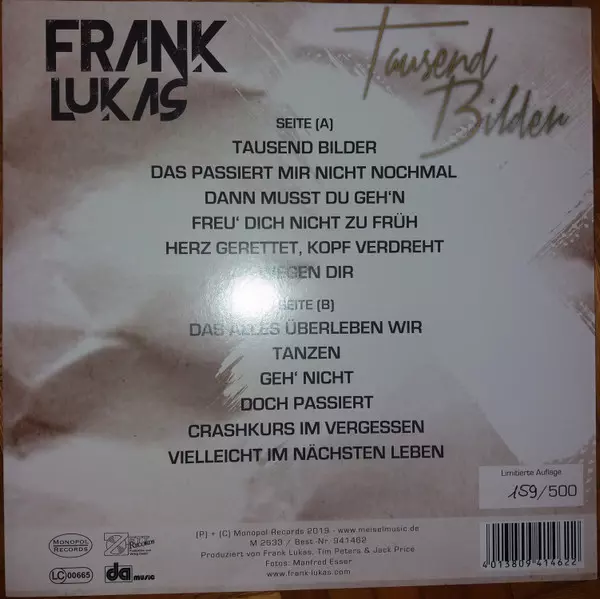 FRANK
LUKAS
Tausend
Bilder
SEITE (A)
TAUSEND BILDER
DAS PASSIERT MIR NICHT NOCHMAL
DANN MUSST DU GEH'N
FREU' DICH NICHT ZU FRÜH
HERZ GERETTET, KOPF VERDREHT
DIR
SEITE (B)
DAS ALLES ÜBERLEBEN WIR
TANZEN
GEH' NICHT
DOCH PASSIERT
CRASHKURS IM VERGESSEN
VIELLEICHT IM NÄCHSTEN LEBEN
Limitierte Auflage
159/500
(P) + (C) Monopol Records 2019 - www.meiselmusic.de
M 2533 / Best-Nr. 941462
Produziert von Frank Lukas, Tim Peters & Jack Price
Fotos: Manfred Esser
www.frank-lukas.com
MONOPOL
RECORDS
LC 00665
da music
4 013809 414622